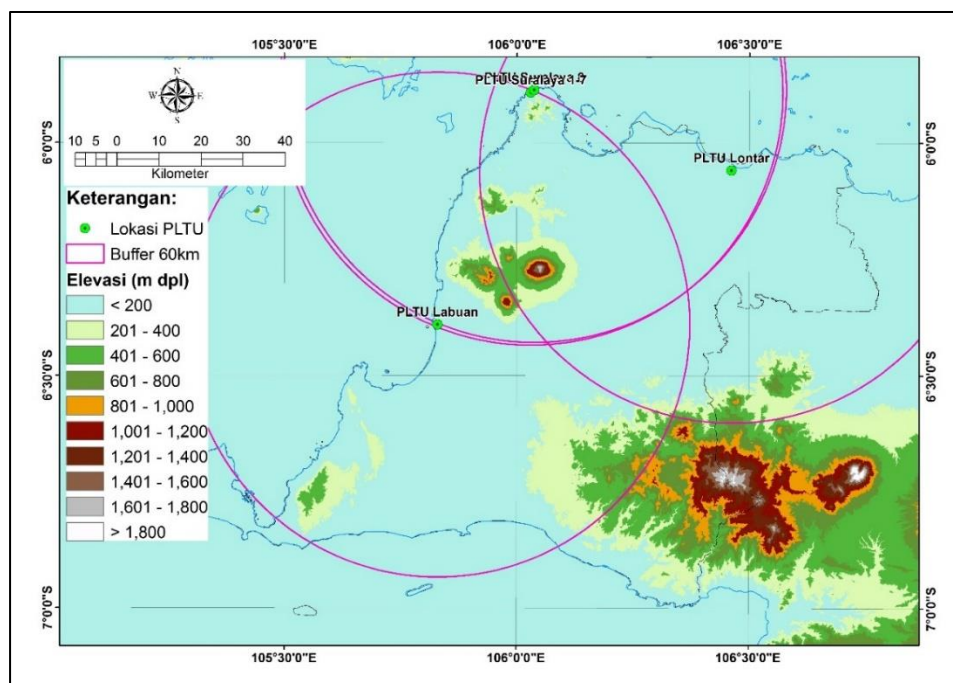 105°30'0"E 106°0'0"E 106°30'0"E
N
W E
S
10 5 0 10 20 30 40
Kilometer
PLTU Suralaya 1-7
PLTU Lontar
PLTU Labuan
Keterangan:
Lokasi PLTU
Buffer 60km
Elevasi (m dpl)
< 200
201 - 400
401 - 600
601 - 800
801 - 1,000
1,001 - 1,200
1,201 - 1,400
1,401 - 1,600
1,601 - 1,800
> 1,800
6°0'0"S
6°30'0"S
7°0'0"S
6°0'0"S
6°30'0"S
7°0'0"S
105°30'0"E 106°0'0"E 106°30'0"E